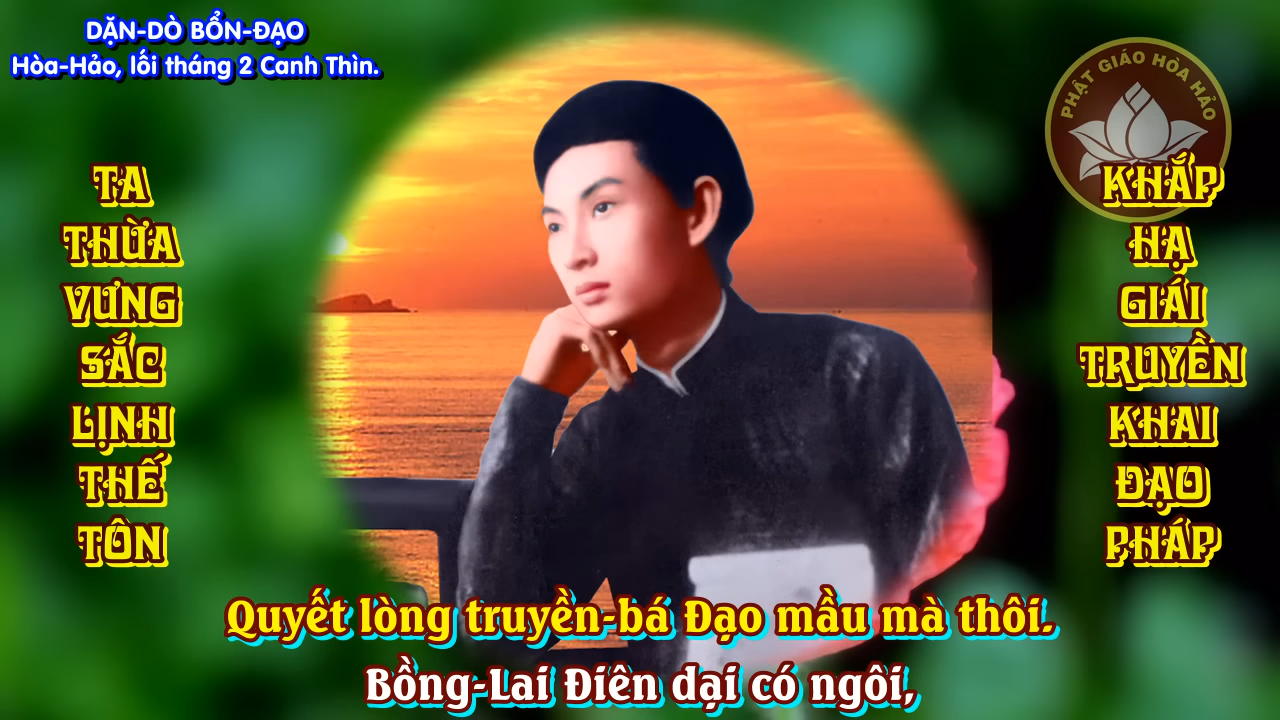 DẶN-DÒ BỔN-ĐẠO
Hòa-Hảo, lối tháng 2 Canh Thìn.
PHẬT GIÁO HÒA HẢO
TA
THỪA
VƯNG
SẮC
LỊNH
THẾ
TÔN
KHẮP
HẠ
GIÁI
TRUYỀN
KHAI
ĐẠO
PHÁP
Quyết lòng truyền-bá Đạo mầu mà thôi.
Bồng-Lai Điên dại có ngôi,